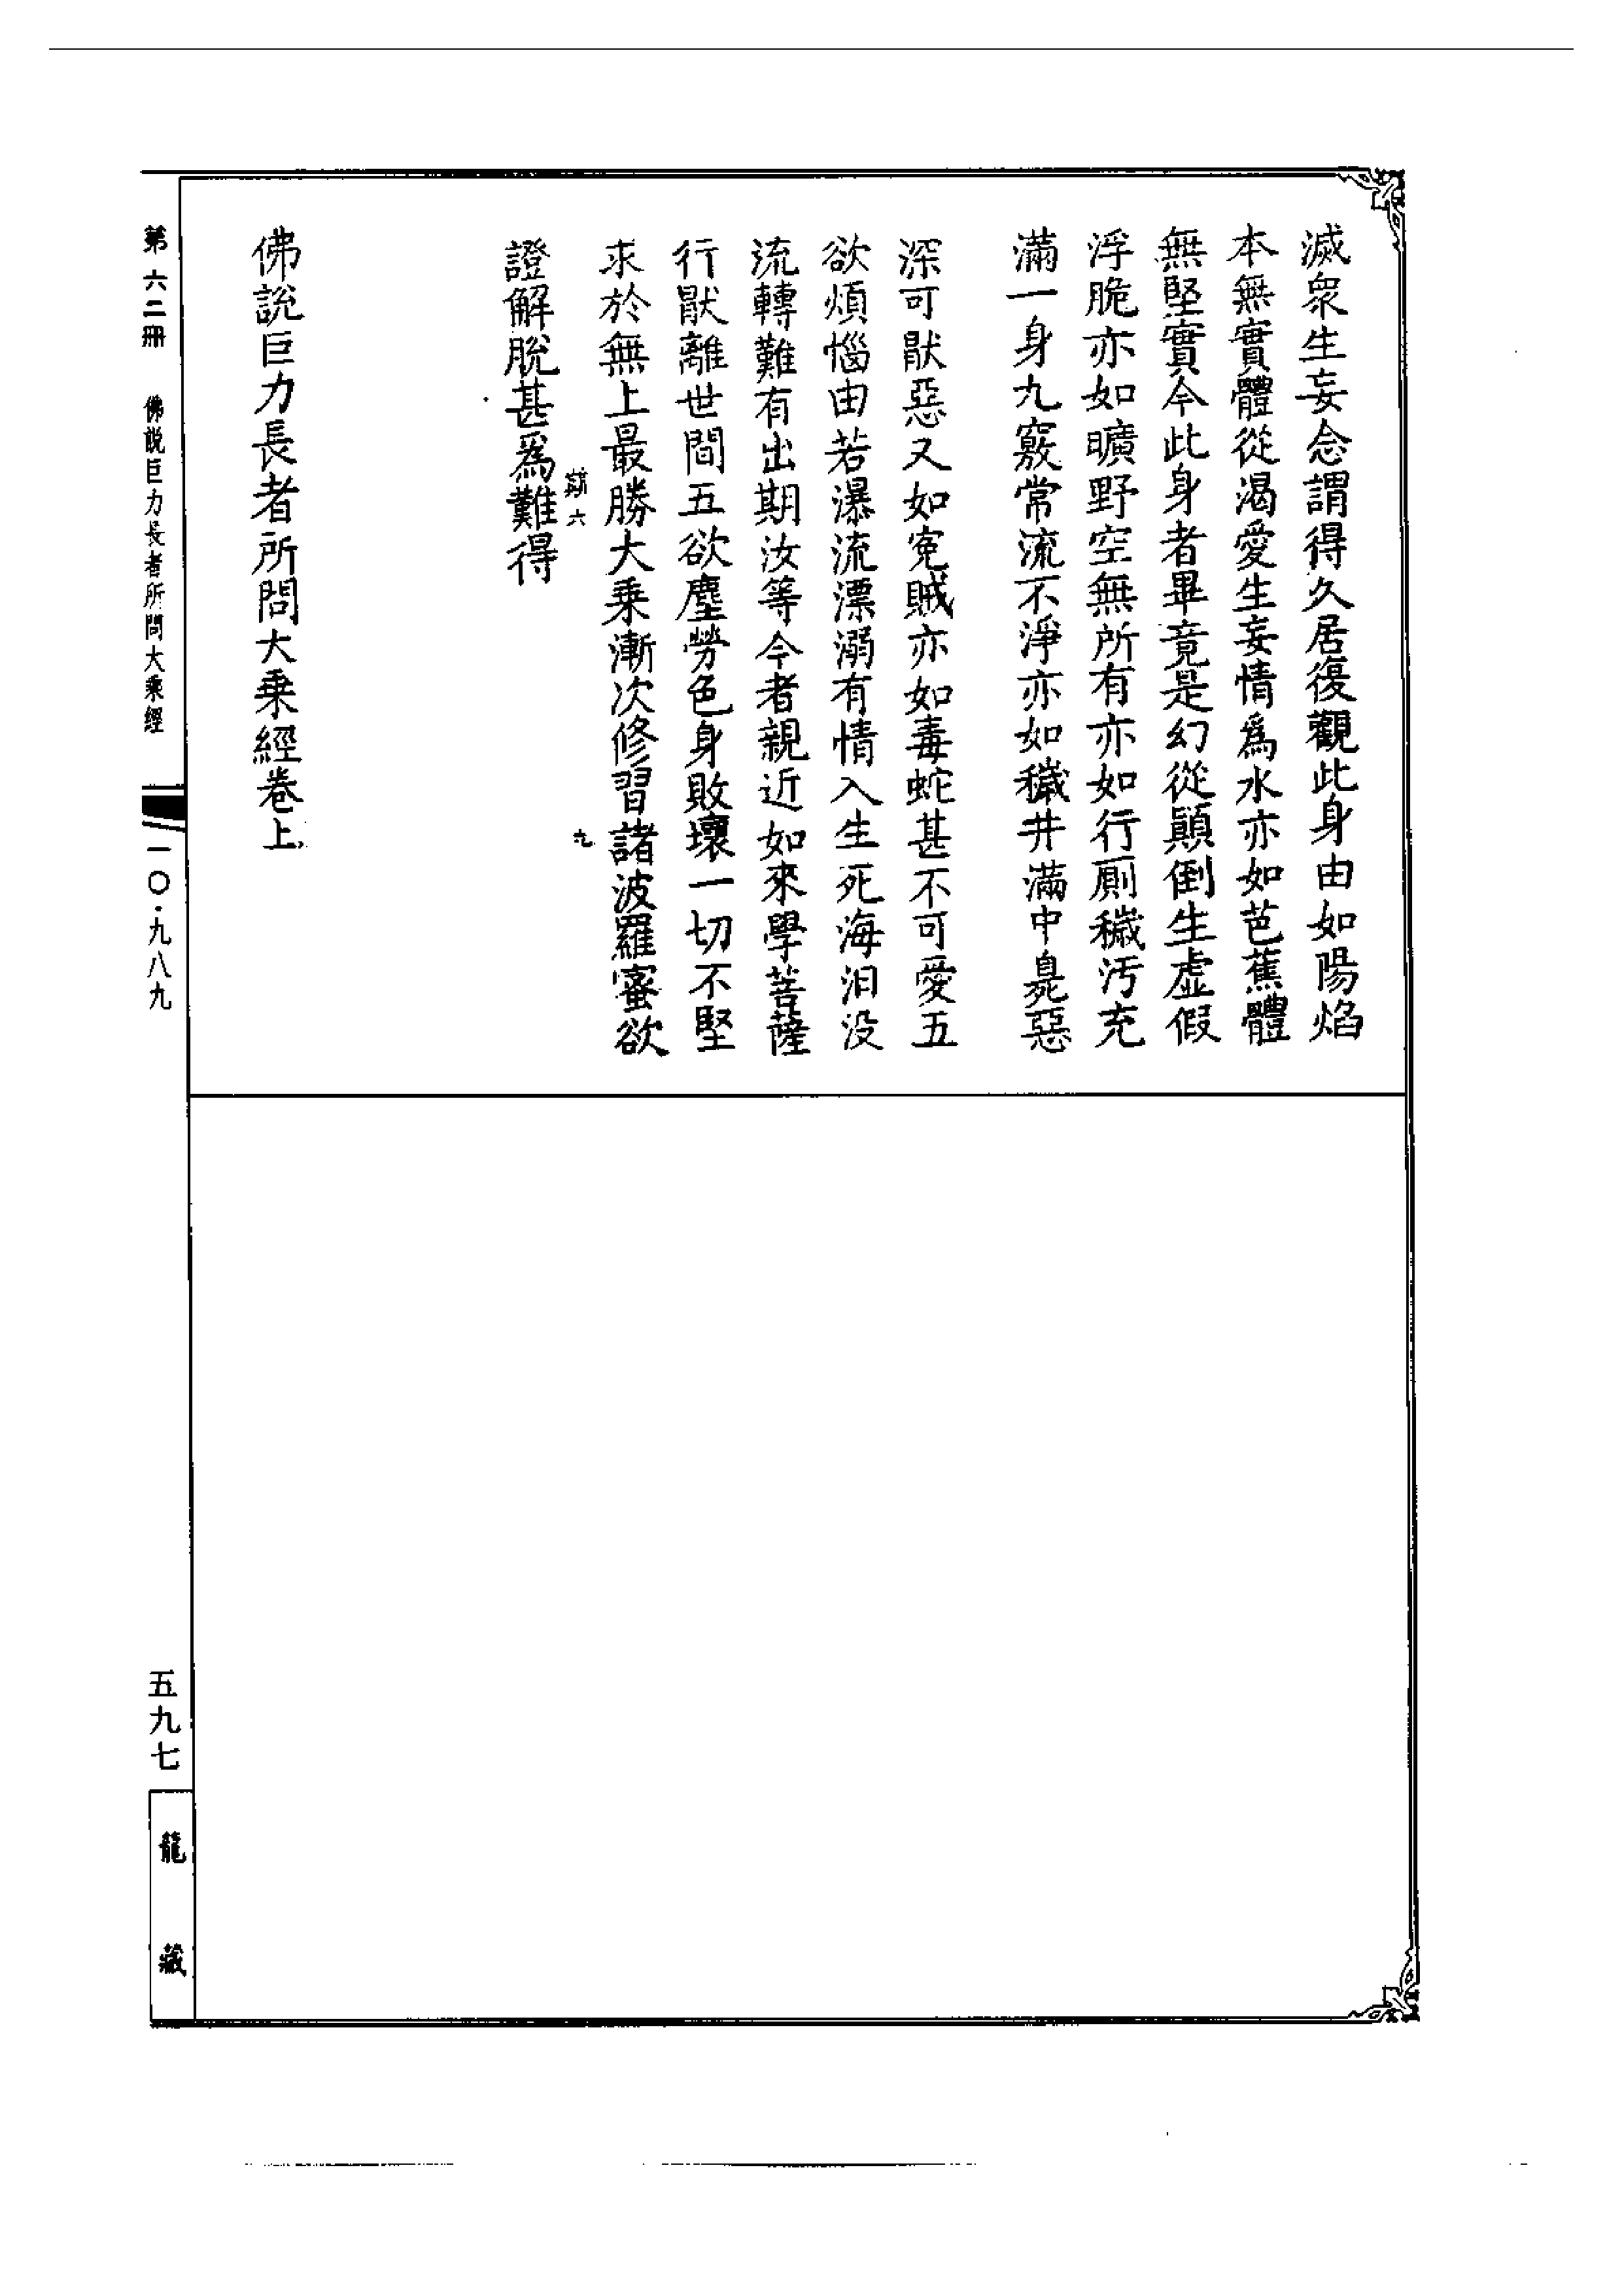 滅衆生妄念謂得久居復觀此身由如陽焰
本無實體從渴愛生妄情爲水亦如芭蕉體
無堅實今此身者畢竟是幻從顚倒生虛假
浮脆亦如曠野空無所有亦如行厠穢汚充
滿一身九竅常流不淨亦如穢井滿中臭惡
深可猒惡又如寃賊亦如毒蛇甚不可愛五
欲煩惱由若瀑流漂溺有情入生死海汩没
流轉難有出期汝等今者親近如來學菩薩
行猒離世間五欲塵勞色身敗壞一切不堅
求於無上最勝大乘漸次修習諸波羅蜜欲
六 九
證解脫甚爲難得
佛說巨力長者所問大乘經卷上
第六二冊 佛說巨力長者所問大乘經 一〇·九八九 五九七
龍藏